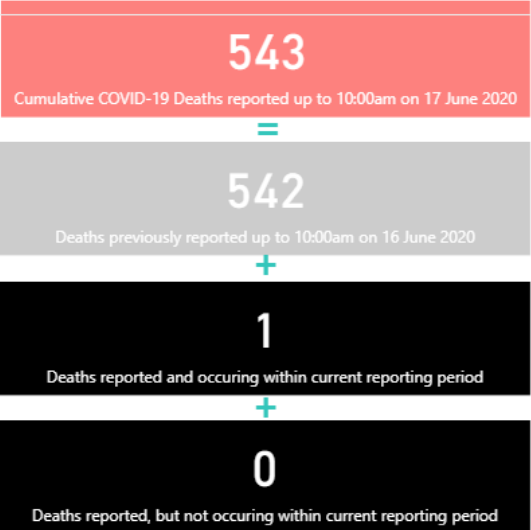 543
Cumulative COVID-19 Deaths reported up to 10:00am on 17 June 2020
=
542
Deaths previously reported up to 10:00am on 16 June 2020
+
1
Deaths reported and occuring within current reporting period
+
0
Deaths reported, but not occuring within current reporting period